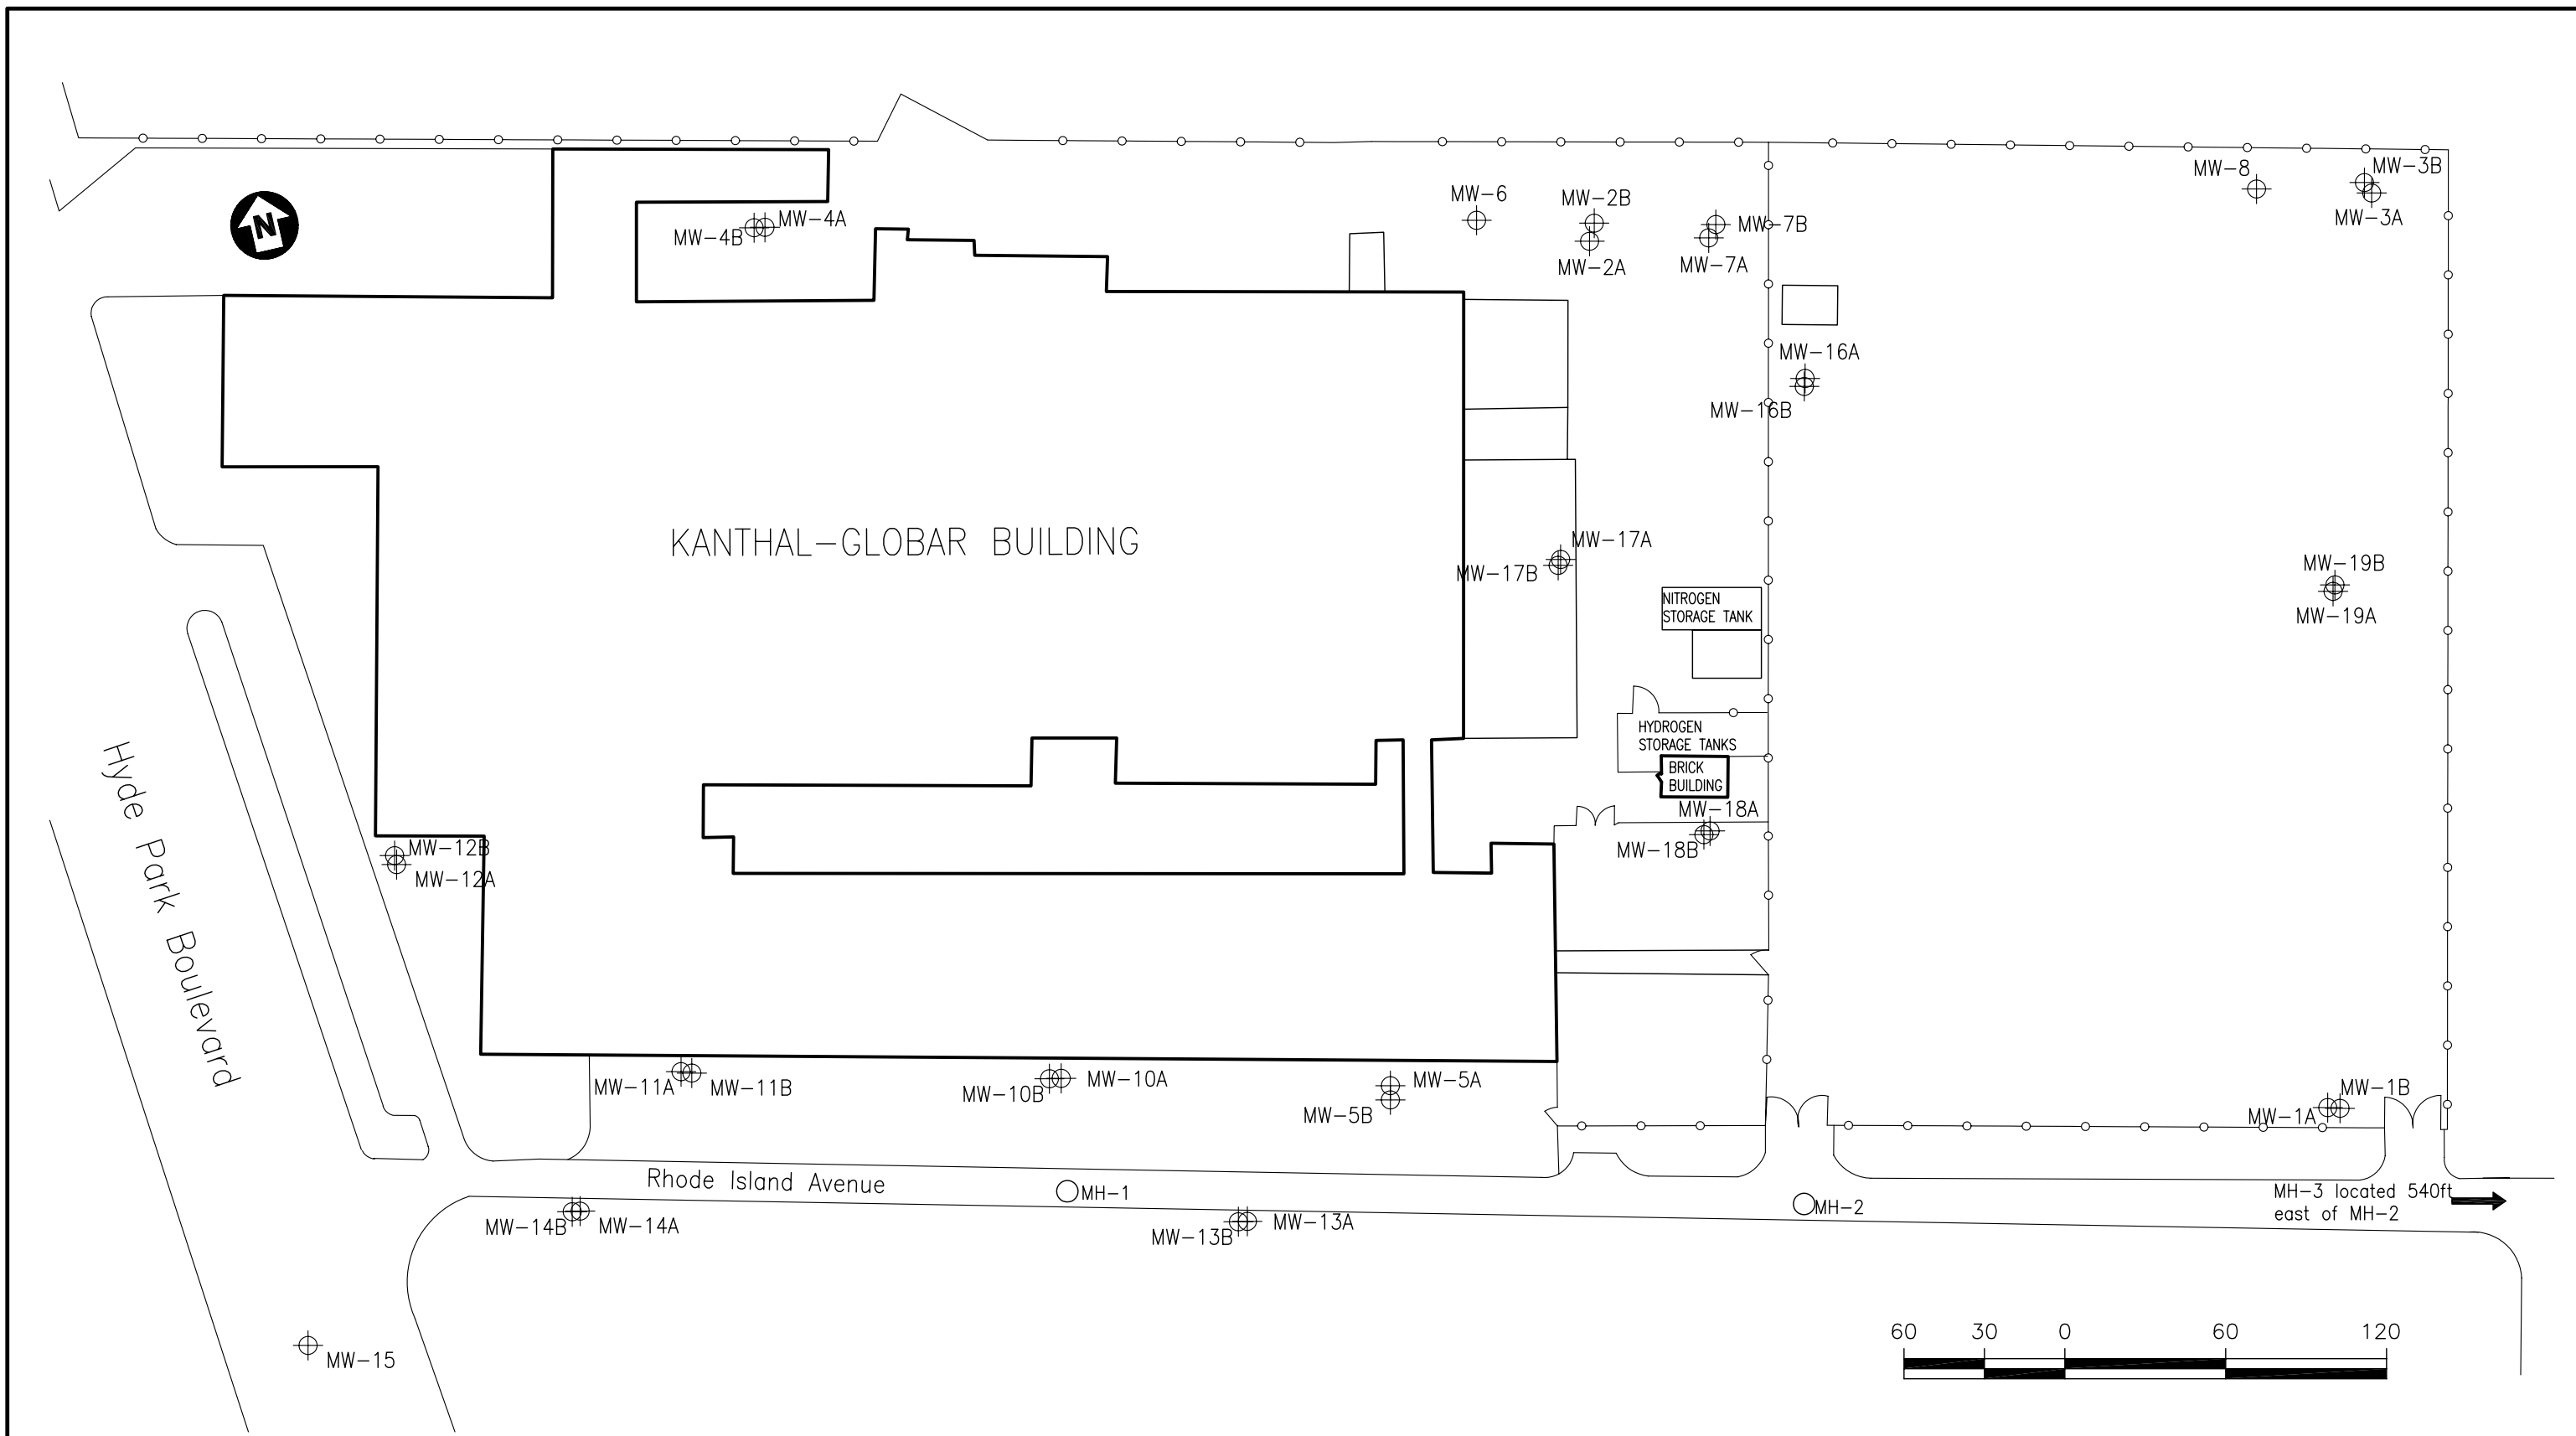 MW-8
MW-3B
MW-3A
MW-6
MW-2B
MW-2A
MW-7B
MW-7A
N
MW-4A
MW-4B
MW-16A
MW-16B
KANTHAL-GLOBAR BUILDING
MW-17A
MW-17B
NITROGEN
STORAGE TANK
MW-19B
MW-19A
HYDROGEN
STORAGE TANKS
BRICK
BUILDING
MW-18A
MW-18B
Hyde Park Boulevard
MW-12B
MW-12A
MW-11A
MW-11B
MW-10B
MW-10A
MW-5A
MW-5B
MW-1B
MW-1A
Rhode Island Avenue
MH-1
MH-2
MH-3 located 540ft
east of MH-2
MW-14B
MW-14A
MW-13B
MW-13A
MW-15
60 30 0 60 120